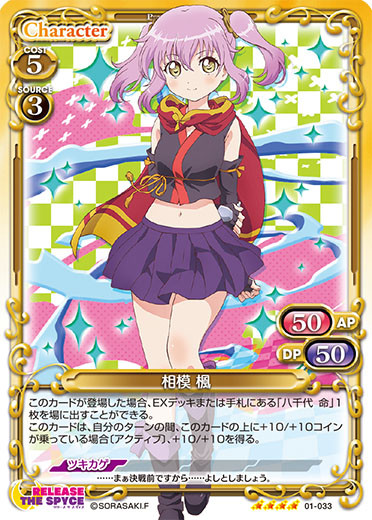 Character
COST
5
SOURCE
3
50 AP
DP 50
相模 楓
このカードが登場した場合、EXデッキまたは手札にある「八千代 命」1
枚を場に出すことができる。
このカードは、自分のターンの間、このカードの上に+10/+10コイン
が乗っている場合〔アクティブ〕、+10/+10を得る。
ツキカゲ
……まぁ決戦前ですから……よしとしましょう。
RELEASE
THE SPYCE
©SORASAKI.F
01-033